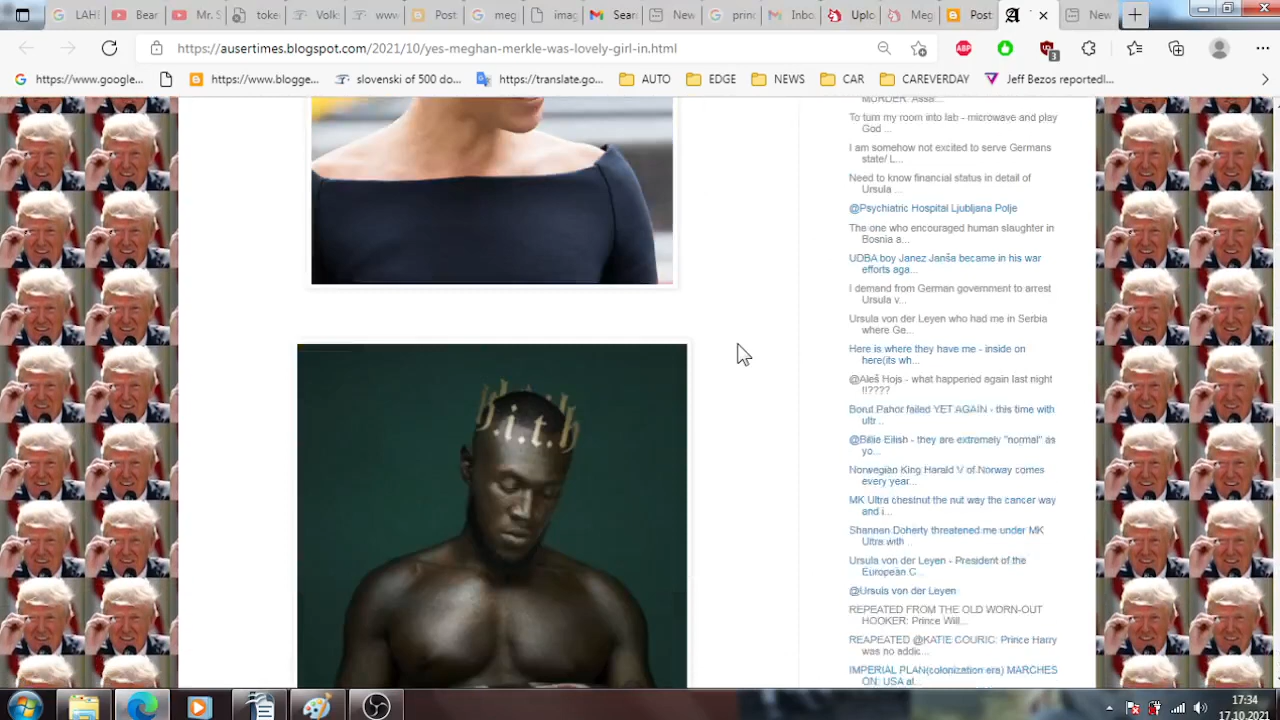 LAH
Beau
Mr. S
toke
Volk
www
Post
meg
mag
Sear
New
princ
Inbo
Uplo
Meg
Post
New
https://ausertimes.blogspot.com/2021/10/yes-meghan-merkle-was-lovely-girl-in.html
ABP
3
https://www.google...
https://www.blogge...
slovenski of 500 do...
https://translate.go...
AUTO
EDGE
NEWS
CAR
CAREVERDAY
Jeff Bezos reportedl...
MURDER: Assal...
To turn my room into lab - microwave and play
God ...
I am somehow not excited to serve Germans
state/ L...
Need to know financial status in detail of
Ursula ...
@Psychiatric Hospital Ljubljana Polje
The one who encouraged human slaughter in
Bosnia a...
UDBA boy Janez Janša became in his war
efforts aga...
I demand from German government to arrest
Ursula v...
Ursula von der Leyen who had me in Serbia
where Ge...
Here is where they have me - inside on
here(its wh...
@Aleš Hojs - what happened again last night
!!????
Borut Pahor failed YET AGAIN - this time with
ultr...
@Billie Eilish - they are extremely "normal" as
yo...
Norwegian King Harald V of Norway comes
every year...
MK Ultra chestnut the nut way the cancer way
and i...
Shannen Doherty threatened me under MK
Ultra with ...
Ursula von der Leyen - President of the
European C...
@Ursula von der Leyen
REPEATED FROM THE OLD WORN-OUT
HOOKER: Prince Will...
REAPEATED @KATIE COURIC: Prince Harry
was no addic...
IMPERIAL PLAN(colonization era) MARCHES
ON: USA al...
b.i.t.h
17:34
17.10.2021